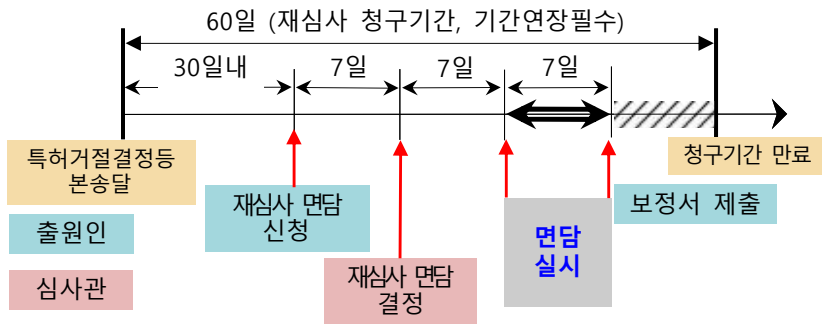 60일 (재심사 청구기간, 기간연장필수)
30일내
7일
7일
7일
특허거절결정등
본송달
청구기간 만료
재심사 면담
신청
보정서 제출
출원인
면담
실시
심사관
재심사 면담
결정